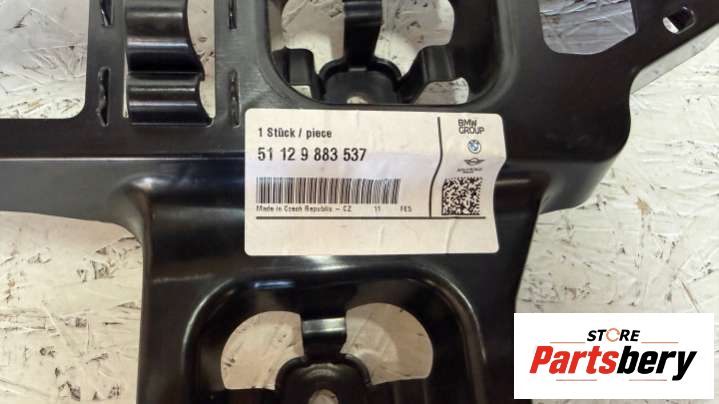 1 Stück / piece
51 12 9 883 537
Made in Czech Republic - CZ 11 FES
BMW
GROUP
STORE
Partsbery